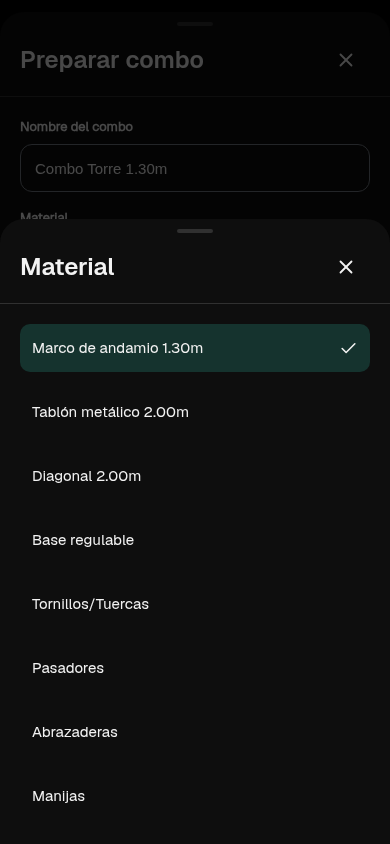 Preparar combo
Nombre del combo
Combo Torre 1.30m
Material
Material
Marco de andamio 1.30m
Tablón metálico 2.00m
Diagonal 2.00m
Base regulable
Tornillos/Tuercas
Pasadores
Abrazaderas
Manijas